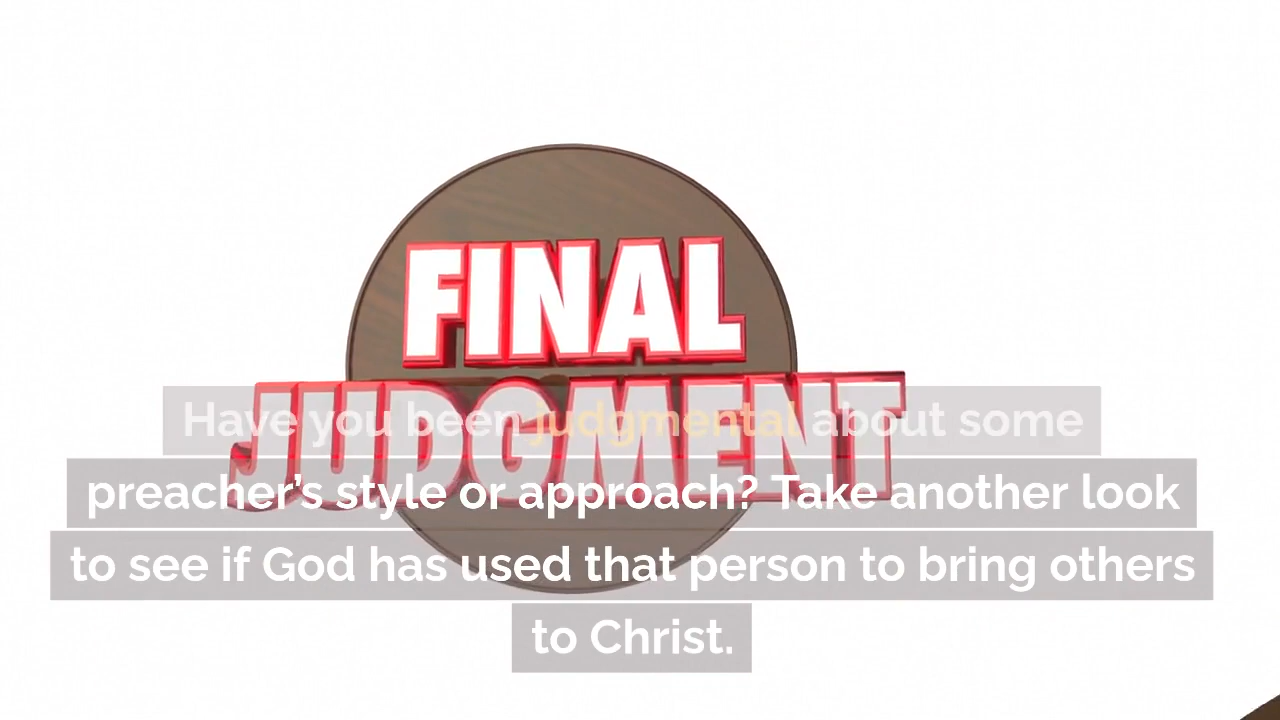 FINAL
JUDGMENT
Have you been judgmental about some
preacher’s style or approach? Take another look
to see if God has used that person to bring others
to Christ.